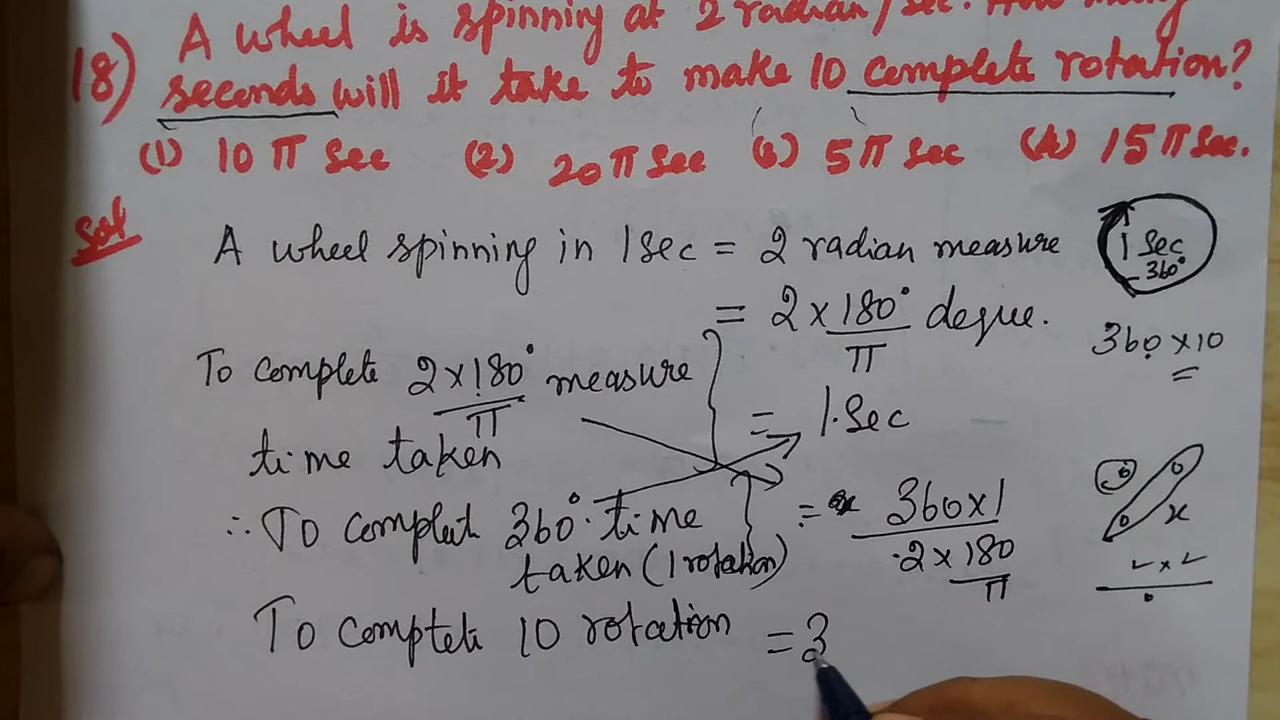 18) A wheel is spinning at 2 radian/sec. How many
seconds will it take to make 10 complete rotation?
(1) 10 π Sec (2) 20 π Sec (3) 5π Sec (4) 15 π Sec.
Sol
A wheel spinning in 1 Sec = 2 radian measure
1 Sec
360°
= 2 × 180° / π degree.
360 × 10
=
To complete 2 × 180° / π measure
time taken = 1. Sec
∴ To complet 360°. time
taken (1 rotation) = 360 × 1 / 2 × 180 / π
x
To complete 10 rotation = 3